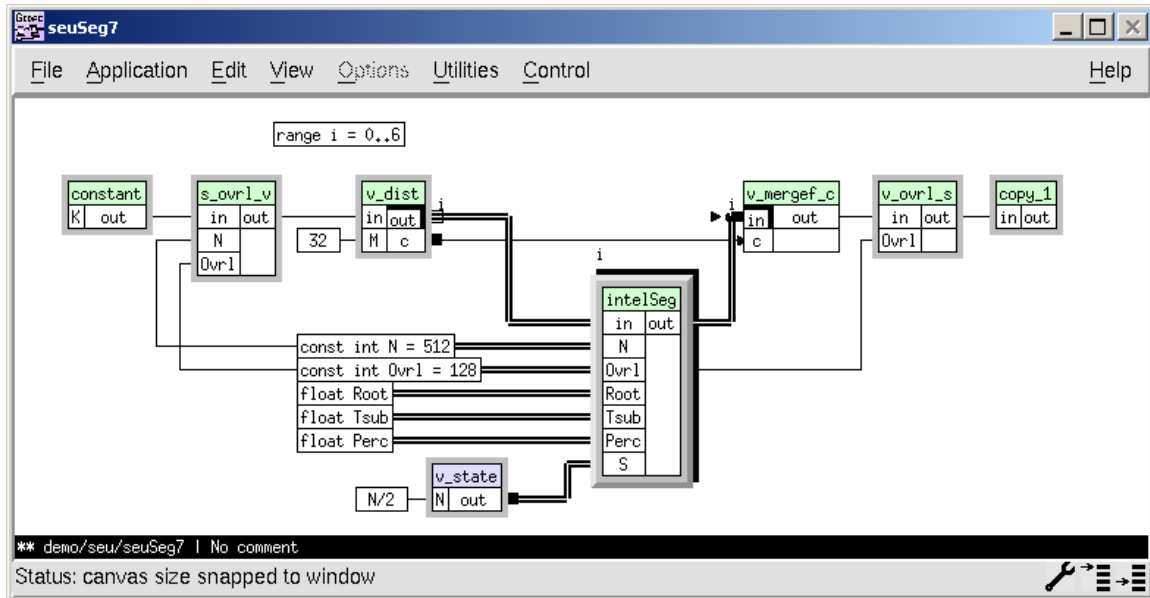 Gedae
seuSeg7
File Application Edit View Options Utilities Control Help
range i = 0..6
constant
K out
s_ovrl_v
in out
N
Ovrl
v_dist
in out
M c
i
32
i
v_mergef_c
in out
c
v_ovrl_s
in out
Ovrl
copy_1
in out
i
intelSeg
in out
N
Ovrl
Root
Tsub
Perc
S
const int N = 512
const int Ovrl = 128
float Root
float Tsub
float Perc
v_state
N out
N/2
** demo/seu/seuSeg7 | No comment
Status: canvas size snapped to window